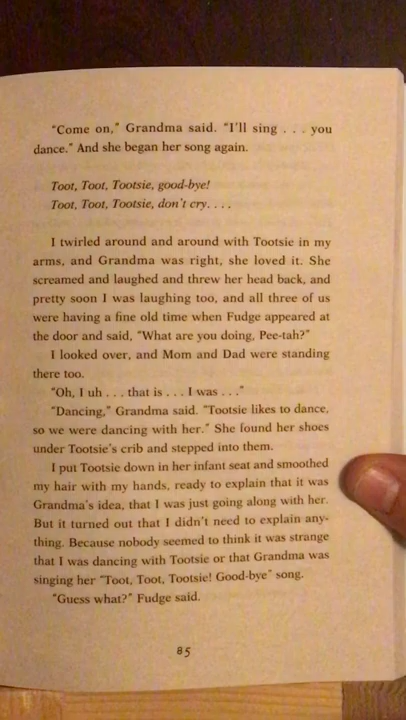 "Come on," Grandma said. "I'll sing . . . you
dance." And she began her song again.
Toot, Toot, Tootsie, good-bye!
Toot, Toot, Tootsie, don't cry. . . .
I twirled around and around with Tootsie in my
arms, and Grandma was right, she loved it. She
screamed and laughed and threw her head back, and
pretty soon I was laughing too, and all three of us
were having a fine old time when Fudge appeared at
the door and said, "What are you doing, Pee-tah?"
I looked over, and Mom and Dad were standing
there too.
"Oh, I uh . . . that is . . . I was . . ."
"Dancing," Grandma said. "Tootsie likes to dance,
so we were dancing with her." She found her shoes
under Tootsie's crib and stepped into them.
I put Tootsie down in her infant seat and smoothed
my hair with my hands, ready to explain that it was
Grandma's idea, that I was just going along with her.
But it turned out that I didn't need to explain any-
thing. Because nobody seemed to think it was strange
that I was dancing with Tootsie or that Grandma was
singing her "Toot, Toot, Tootsie! Good-bye" song.
"Guess what?" Fudge said.
85